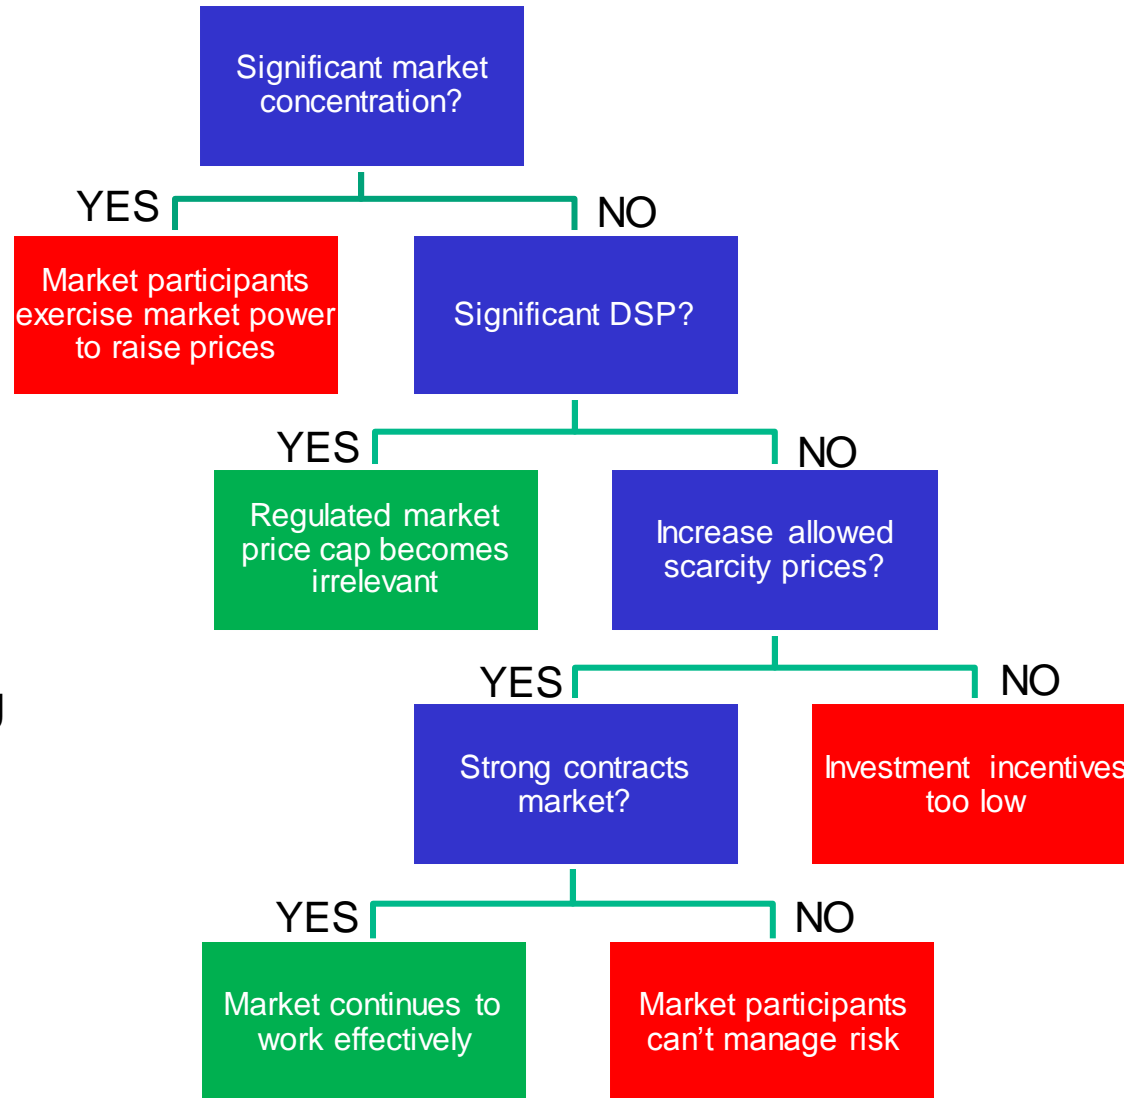 Significant market
concentration?
YES
NO
Market participants
exercise market power
to raise prices
Significant DSP?
YES
NO
Regulated market
price cap becomes
irrelevant
Increase allowed
scarcity prices?
YES
NO
Strong contracts
market?
Investment incentives
too low
YES
NO
Market continues to
work effectively
Market participants
can't manage risk